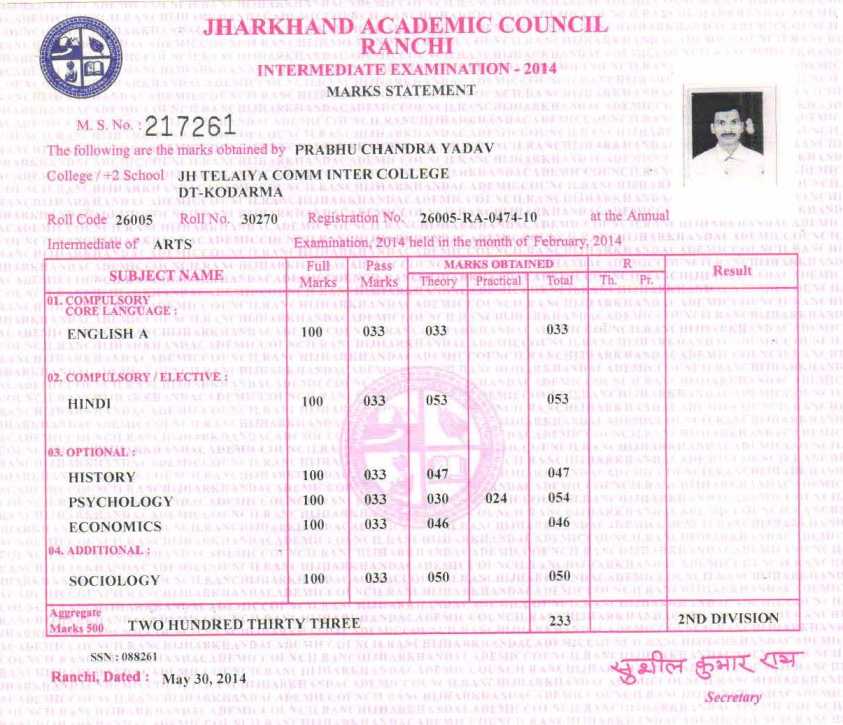 JHARKHAND ACADEMIC COUNCIL
RANCHI
INTERMEDIATE EXAMINATION - 2014
MARKS STATEMENT
M. S. No. : 217261
The following are the marks obtained by PRABHU CHANDRA YADAV
College / +2 School JH TELAIYA COMM INTER COLLEGE
DT-KODARMA
Roll Code 26005 Roll No. 30270 Registration No. 26005-RA-0474-10 at the Annual
Intermediate of ARTS Examination, 2014 held in the month of February, 2014
SUBJECT NAME Full Marks Pass Marks MARKS OBTAINED R Result
Theory Practical Total Th. Pr.
01. COMPULSORY
CORE LANGUAGE :
ENGLISH A 100 033 033 033
02. COMPULSORY / ELECTIVE :
HINDI 100 033 053 053
03. OPTIONAL :
HISTORY 100 033 047 047
PSYCHOLOGY 100 033 030 024 054
ECONOMICS 100 033 046 046
04. ADDITIONAL :
SOCIOLOGY 100 033 050 050
Aggregate
Marks 500 TWO HUNDRED THIRTY THREE 233 2ND DIVISION
SSN : 088261
Ranchi, Dated : May 30, 2014
सुशील कुमार राय
Secretary